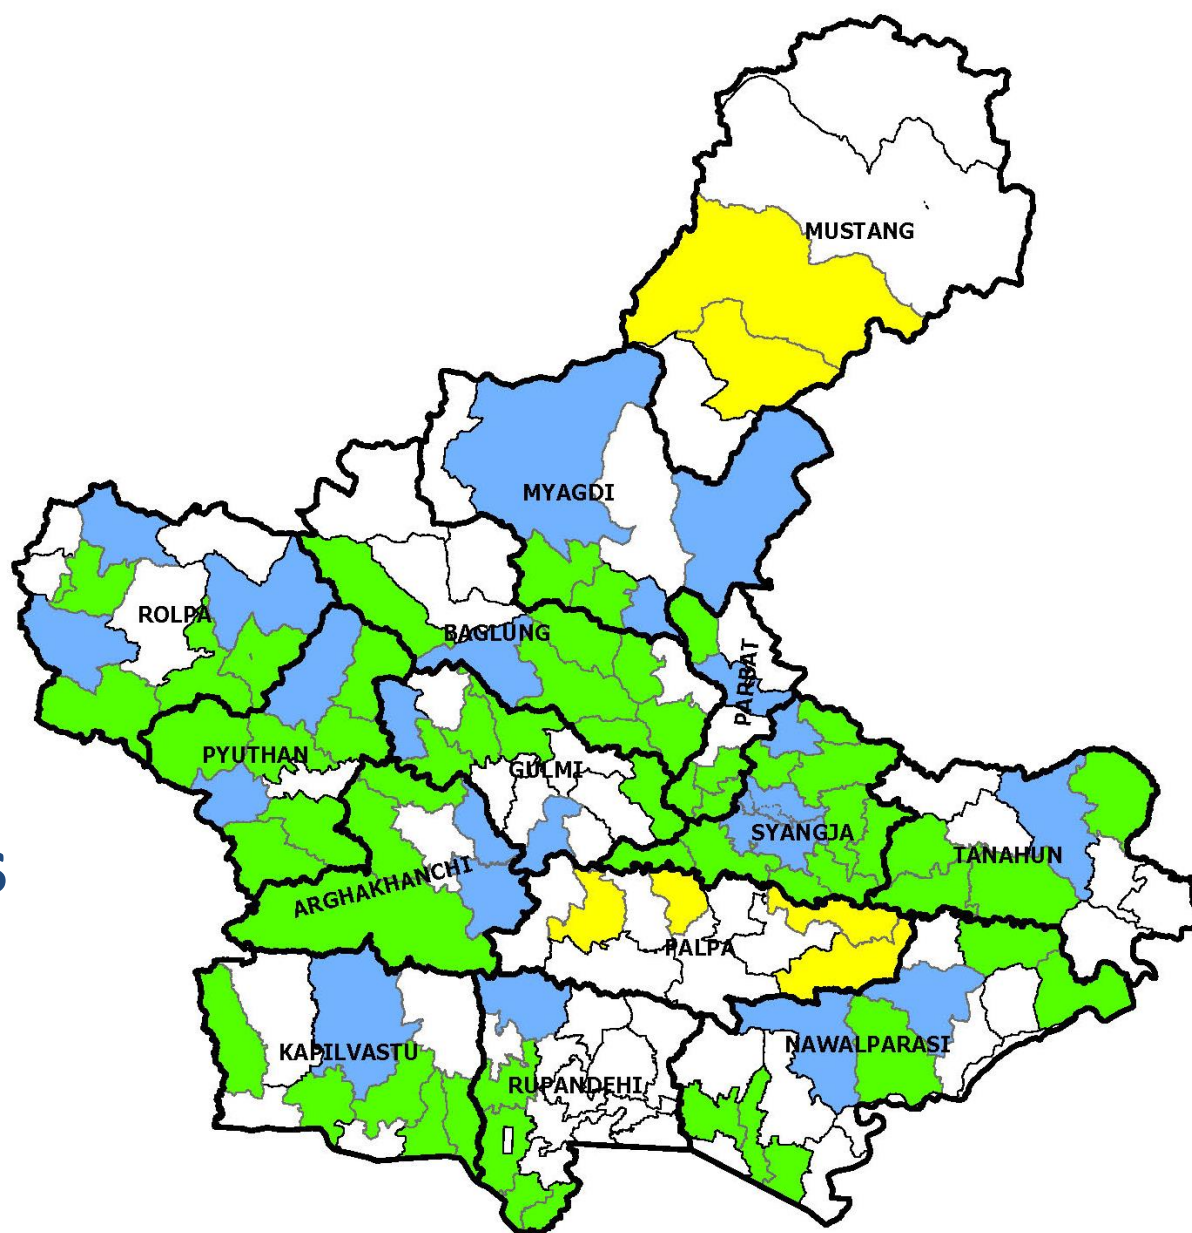 MUSTANG
MYAGDI
ROLPA
BAGLUNG
PARBAT
PYUTHAN
GULMI
SYANGJA
TANAHUN
ARGHAKHANCHI
PALPA
KAPILVASTU
RUPANDEHI
NAWALPARASI
s